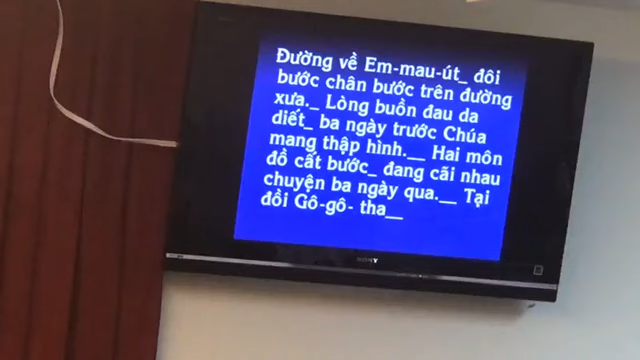 Đường về Em-mau-út_ đôi
bước chân bước trên đường
xưa._ Lòng buồn đau da
diết_ ba ngày trước Chúa
mang thập hình.__ Hai môn
đồ cất bước_ đang cãi nhau
chuyện ba ngày qua.__ Tại
đồi Gô-gô- tha__
SONY